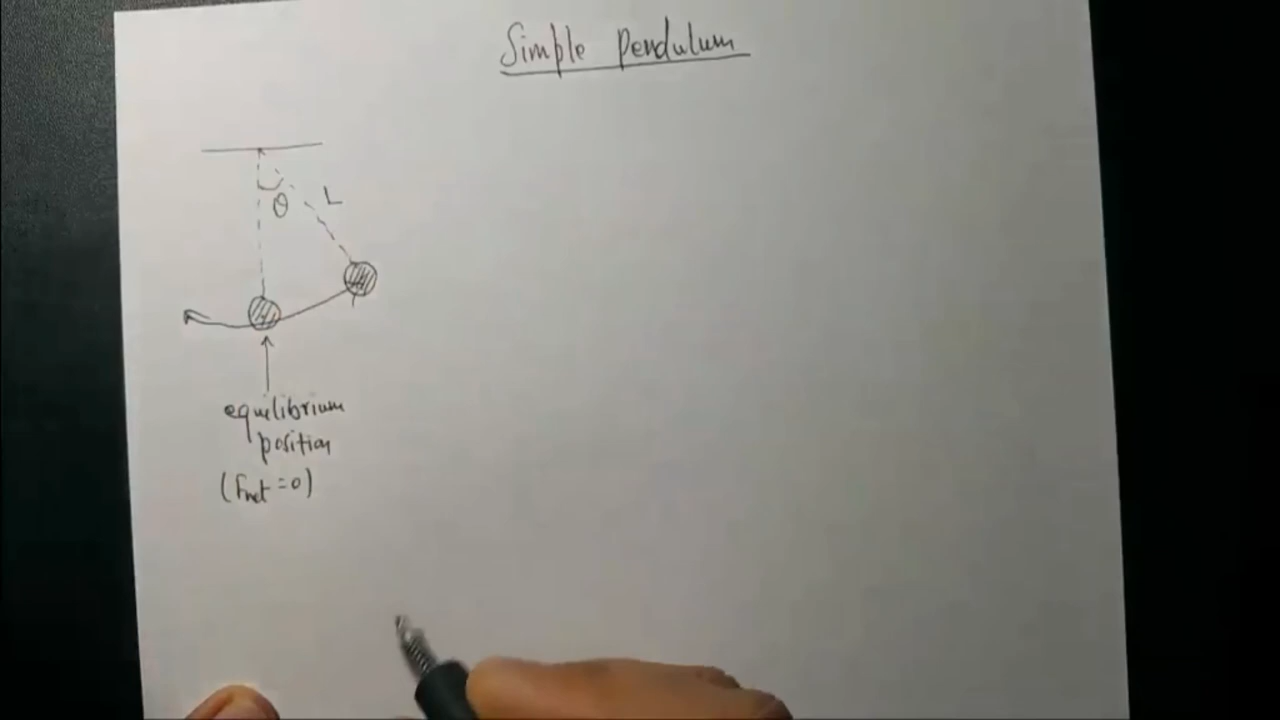 Simple Pendulum
θ L
equilibrium
position
(Fnet = 0)